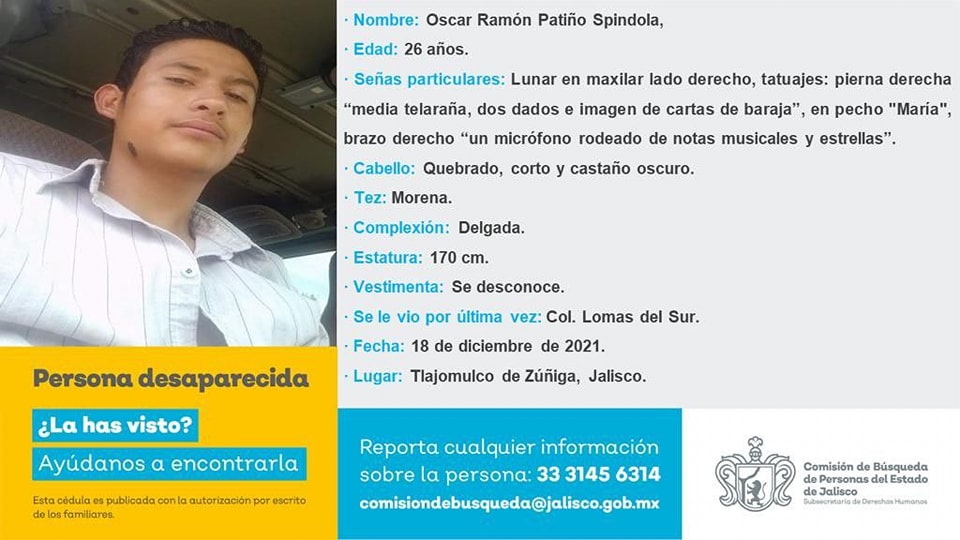 · Nombre: Oscar Ramón Patiño Spindola,
· Edad: 26 años.
· Señas particulares: Lunar en maxilar lado derecho, tatuajes: pierna derecha
“media telaraña, dos dados e imagen de cartas de baraja”, en pecho "María",
brazo derecho “un micrófono rodeado de notas musicales y estrellas”.
· Cabello: Quebrado, corto y castaño oscuro.
· Tez: Morena.
· Complexión: Delgada.
· Estatura: 170 cm.
· Vestimenta: Se desconoce.
· Se le vio por última vez: Col. Lomas del Sur.
· Fecha: 18 de diciembre de 2021.
· Lugar: Tlajomulco de Zúñiga, Jalisco.
Persona desaparecida
¿La has visto?
Ayúdanos a encontrarla
Esta cédula es publicada con la autorización por escrito
de los familiares.
Reporta cualquier información
sobre la persona: 33 3145 6314
comisiondebusqueda@jalisco.gob.mx
Comisión de Búsqueda
de Personas del Estado
de Jalisco
Subsecretaría de Derechos Humanos